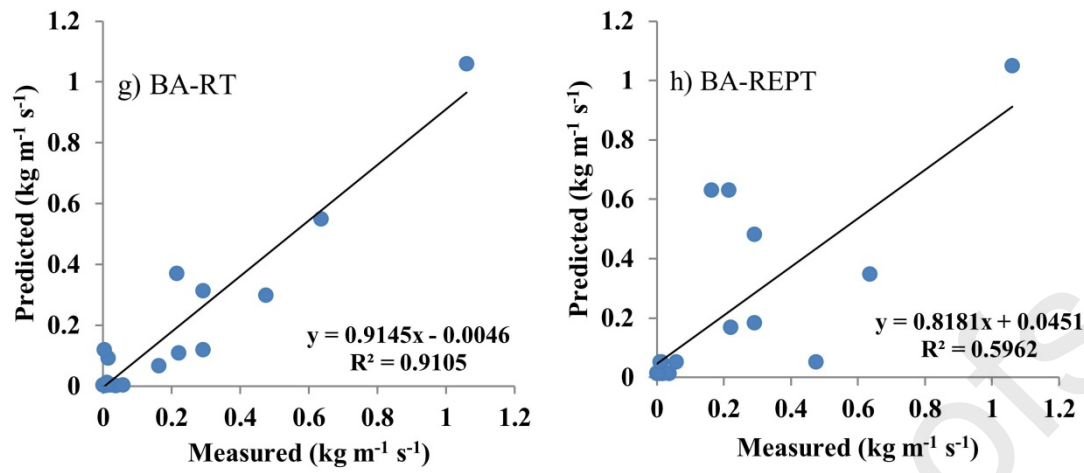 g) BA-RT
1.2
1
0.8
0.6
0.4
0.2
0
Predicted (kg m⁻¹ s⁻¹)
y = 0.9145x - 0.0046
R² = 0.9105
0 0.2 0.4 0.6 0.8 1 1.2
Measured (kg m⁻¹ s⁻¹)
h) BA-REPT
1.2
1
0.8
0.6
0.4
0.2
0
Predicted (kg m⁻¹ s⁻¹)
y = 0.8181x + 0.0451
R² = 0.5962
0 0.2 0.4 0.6 0.8 1 1.2
Measured (kg m⁻¹ s⁻¹)